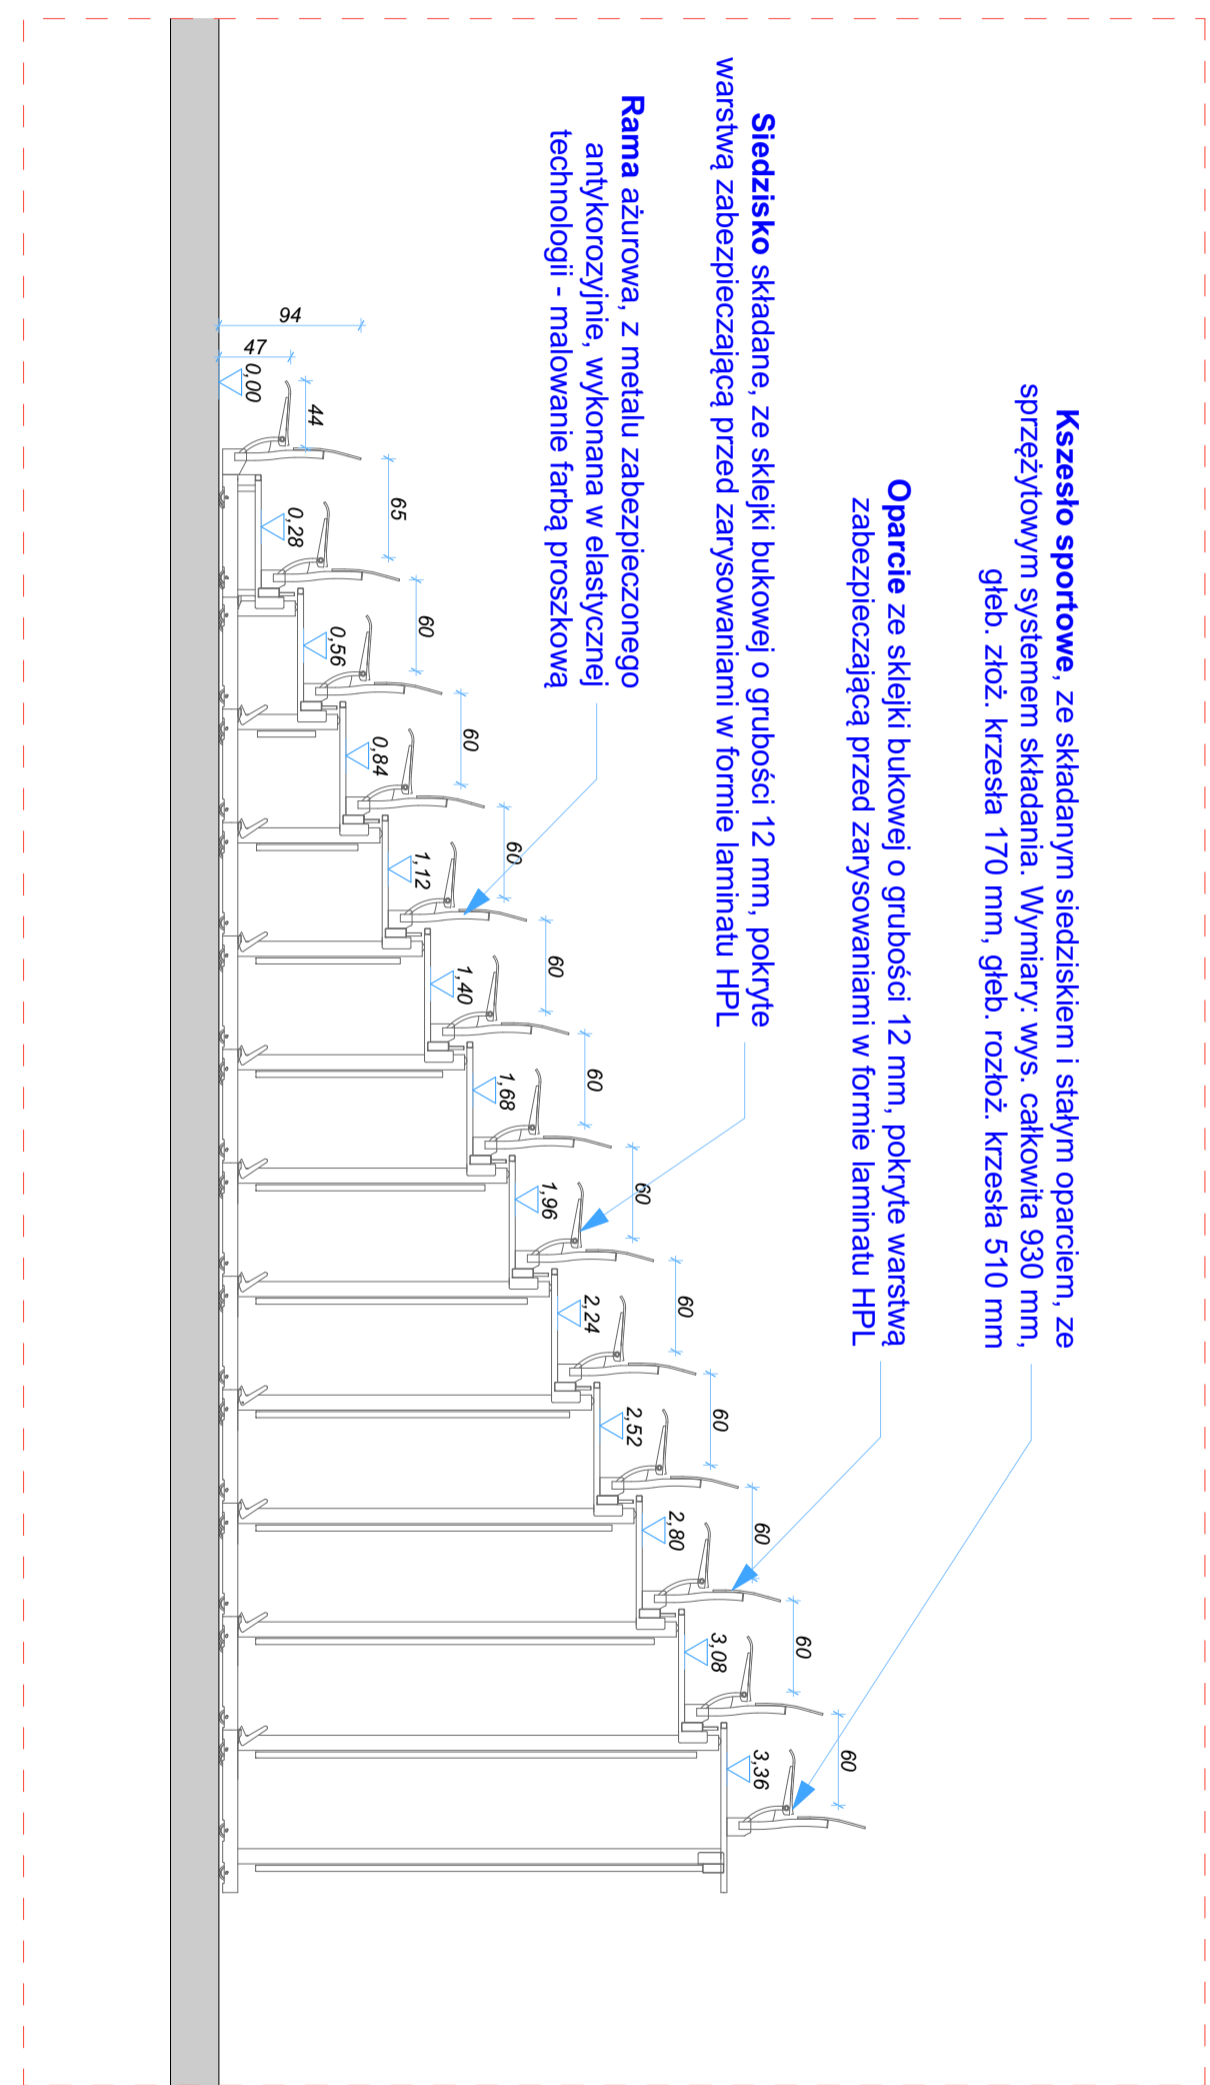 Kszesło sportowe, ze składanym siedziskiem i stałym oparciem, ze
sprzężytowym systemem składania. Wymiary: wys. całkowita 930 mm,
głeb. złoż. krzesła 170 mm, głeb. rozłoż. krzesła 510 mm
Oparcie ze sklejki bukowej o grubości 12 mm, pokryte warstwą
zabezpieczającą przed zarysowaniami w formie laminatu HPL
Siedzisko składane, ze sklejki bukowej o grubości 12 mm, pokryte
warstwą zabezpieczającą przed zarysowaniami w formie laminatu HPL
Rama ażurowa, z metalu zabezpieczonego
antykorozyjnie, wykonana w elastycznej
technologii - malowanie farbą proszkową
94
47
0,00
44
65
0,28
60
0,56
60
0,84
60
1,12
60
1,40
60
1,68
60
1,96
60
2,24
60
2,52
60
2,80
60
3,08
60
3,36